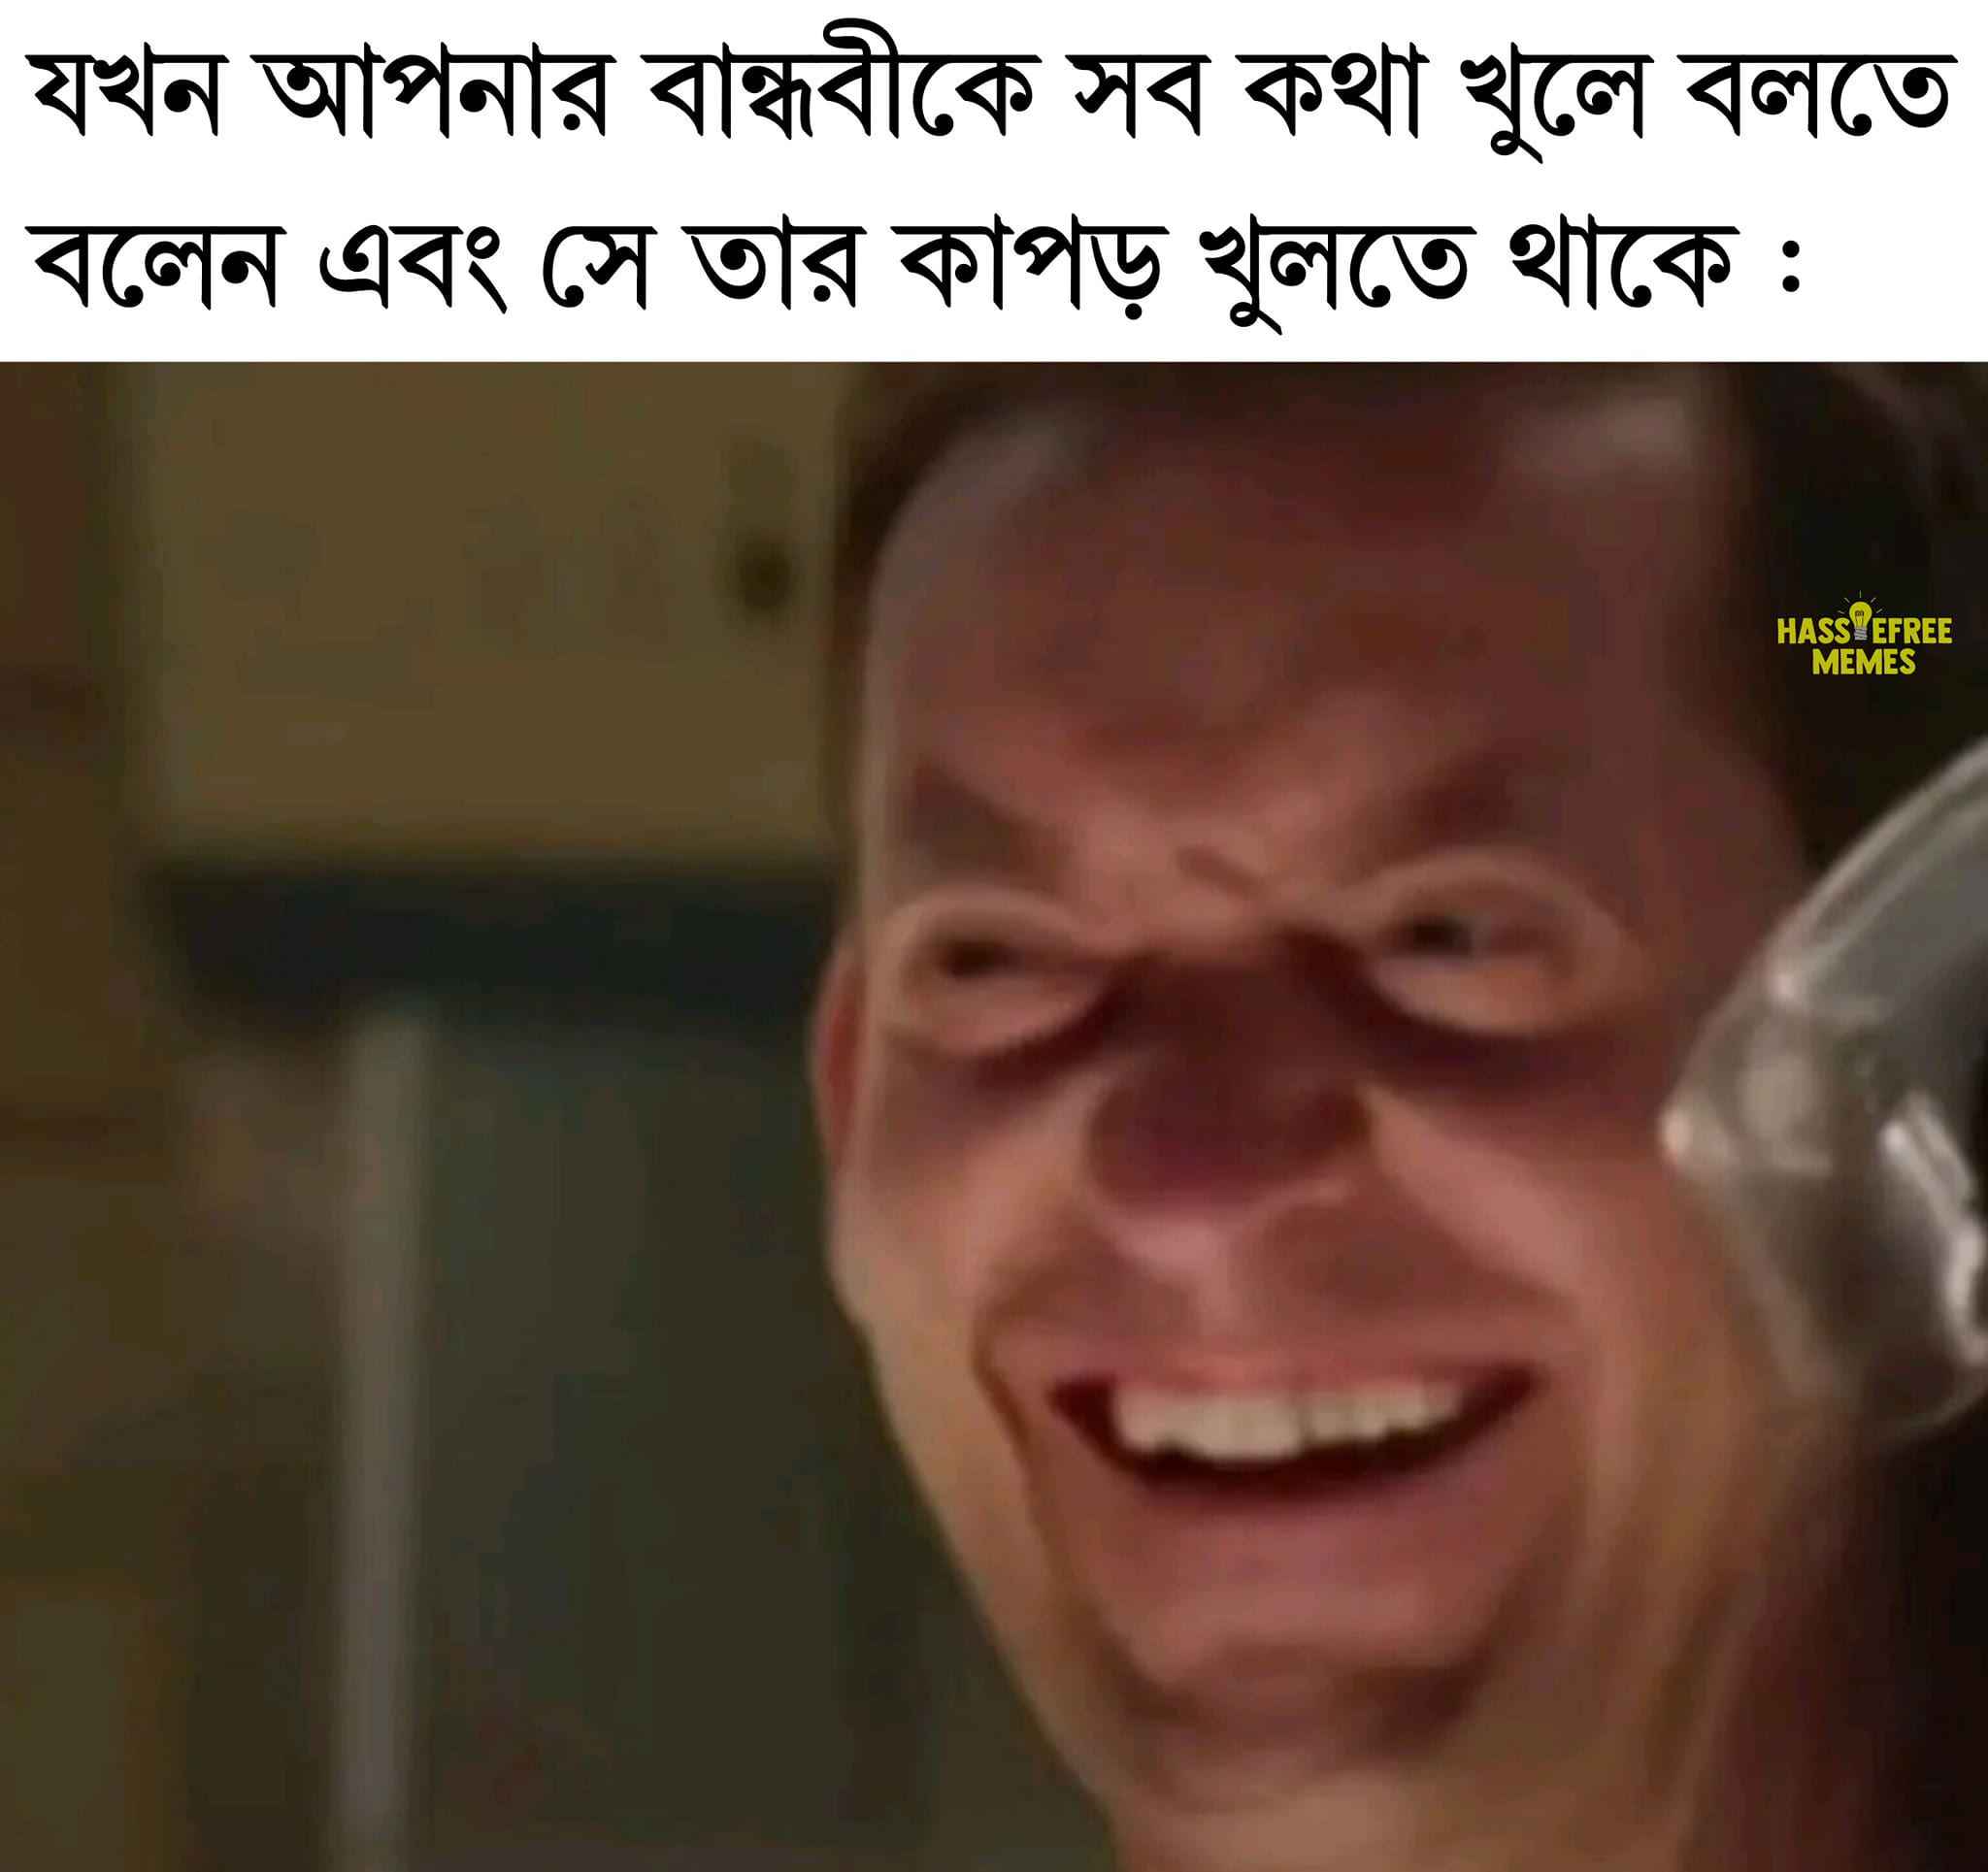 যখন আপনার বান্ধবীকে সব কথা খুলে বলতে
বলেন এবং সে তার কাপড় খুলতে থাকে :
HASSLEFREE
MEMES